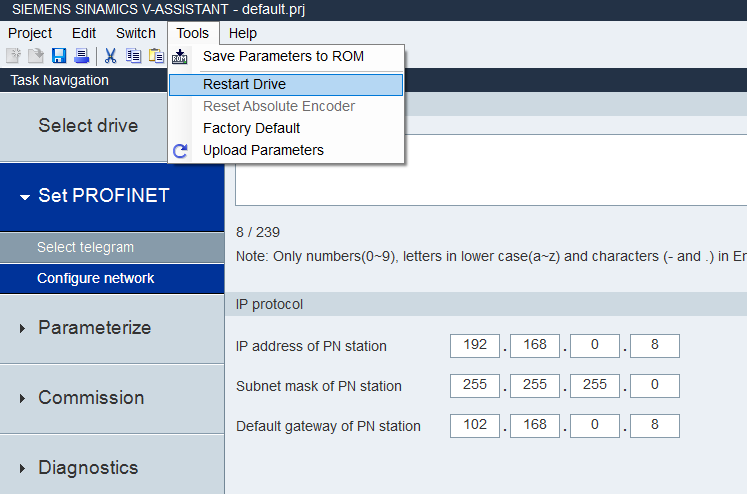 SIEMENS SINAMICS V-ASSISTANT - default.prj
Project Edit Switch Tools Help
ROM Save Parameters to ROM
Task Navigation
Restart Drive
Reset Absolute Encoder
Select drive
Factory Default
Upload Parameters
Set PROFINET
8 / 239
Select telegram
Note: Only numbers(0~9), letters in lower case(a~z) and characters (- and .) in
Configure network
IP protocol
Parameterize
IP address of PN station 192 . 168 . 0 . 8
Subnet mask of PN station 255 . 255 . 255 . 0
Commission
Default gateway of PN station 102 . 168 . 0 . 8
Diagnostics